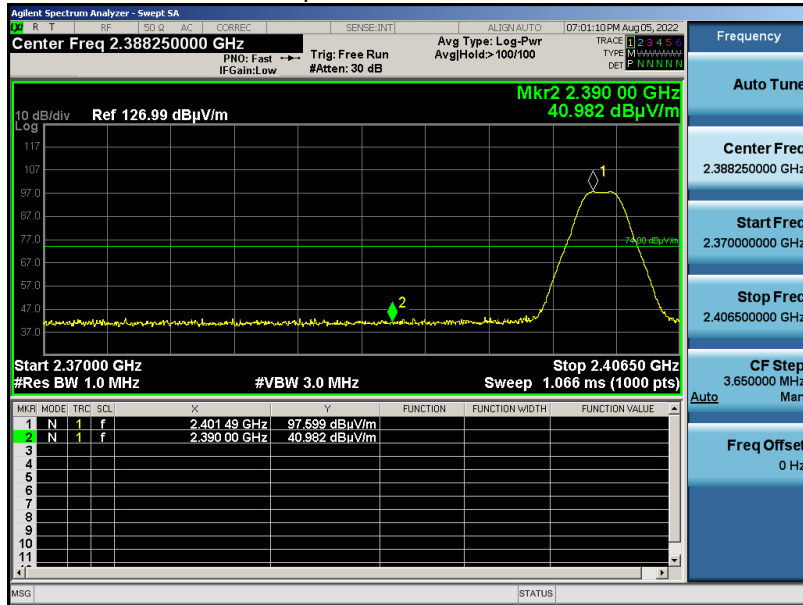 Agilent Spectrum Analyzer - Swept SA
LXI R T RF 50 Ω AC CORREC SENSE:INT ALIGN AUTO 07:01:10 PM Aug 05, 2022
Center Freq 2.388250000 GHz
PNO: Fast
IFGain:Low
Trig: Free Run
#Atten: 30 dB
Avg Type: Log-Pwr
Avg|Hold:>100/100
TRACE 1 2 3 4 5 6
TYPE M
DET P N N N N N
Mkr2 2.390 00 GHz
40.982 dBµV/m
10 dB/div Ref 126.99 dBµV/m
Log
117
107
97.0
87.0
77.0
67.0
57.0
47.0
37.0
1
74.00 dBµV/m
2
Start 2.37000 GHz Stop 2.40650 GHz
#Res BW 1.0 MHz #VBW 3.0 MHz Sweep 1.066 ms (1000 pts)
MKR MODE TRC SCL X Y FUNCTION FUNCTION WIDTH FUNCTION VALUE
1 N 1 f 2.401 49 GHz 97.599 dBµV/m
2 N 1 f 2.390 00 GHz 40.982 dBµV/m
3
4
5
6
7
8
9
10
11
MSG STATUS
Frequency
Auto Tune
Center Freq
2.388250000 GHz
Start Freq
2.370000000 GHz
Stop Freq
2.406500000 GHz
CF Step
3.650000 MHz
Auto Man
Freq Offset
0 Hz